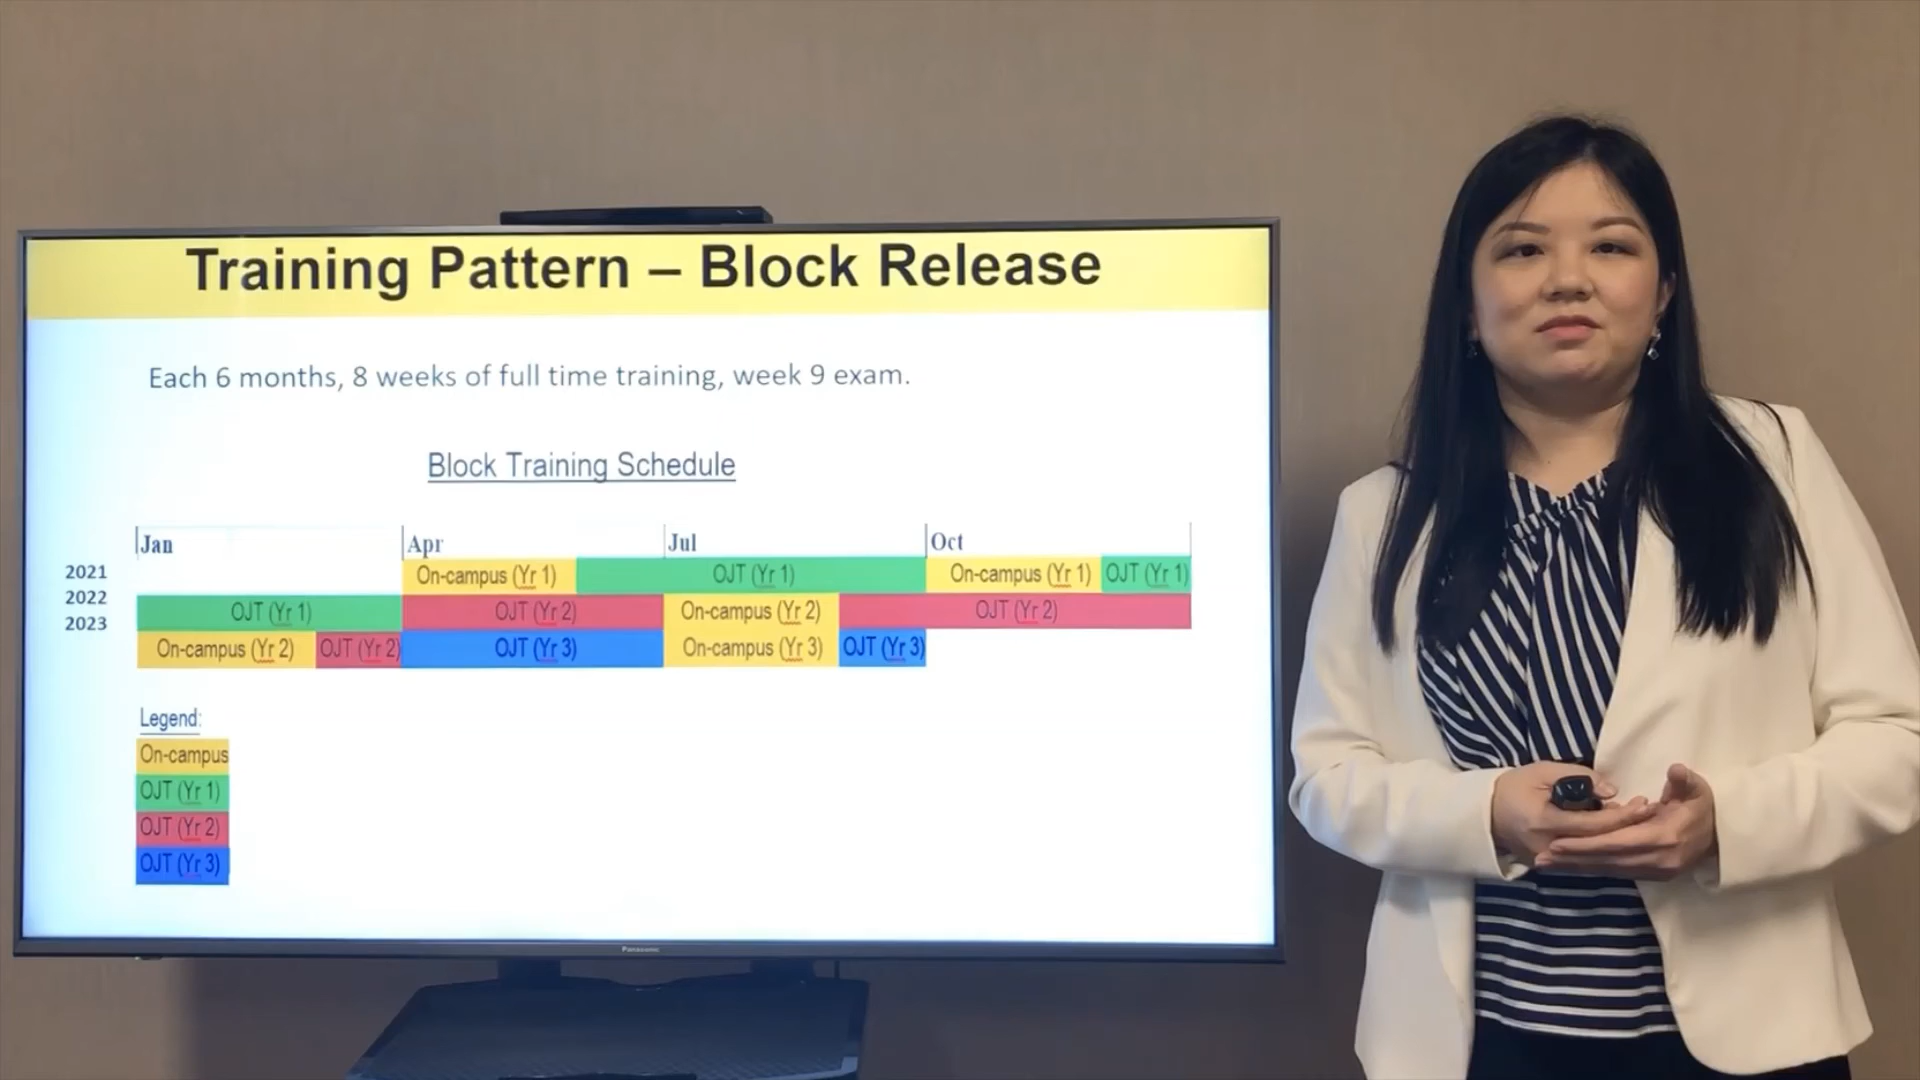 Training Pattern – Block Release
Each 6 months, 8 weeks of full time training, week 9 exam.
Block Training Schedule
Jan Apr Jul Oct
2021 On-campus (Yr 1) OJT (Yr 1) On-campus (Yr 1) OJT (Yr 1)
2022 OJT (Yr 1) OJT (Yr 2) On-campus (Yr 2) OJT (Yr 2)
2023 On-campus (Yr 2) OJT (Yr 2) OJT (Yr 3) On-campus (Yr 3) OJT (Yr 3)
Legend:
On-campus
OJT (Yr 1)
OJT (Yr 2)
OJT (Yr 3)
Panasonic